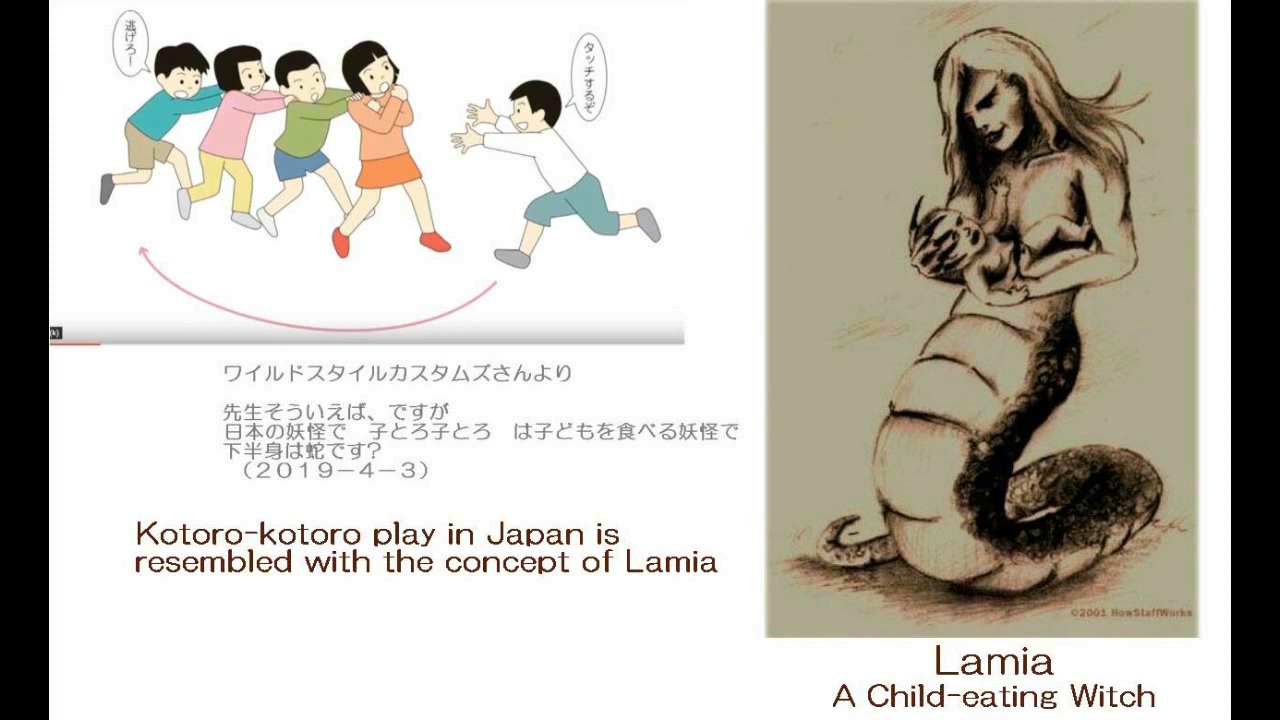 逃げろー
タッチするぞ
ワイルドスタイルカスタムズさんより
先生そういえば、ですが
日本の妖怪で　子とろ子とろ　は子どもを食べる妖怪で
下半身は蛇です?
（２０１９－４－３）
Kotoro-kotoro play in Japan is
resembled with the concept of Lamia
©2001 HowStuffWorks
Lamia
A Child-eating Witch